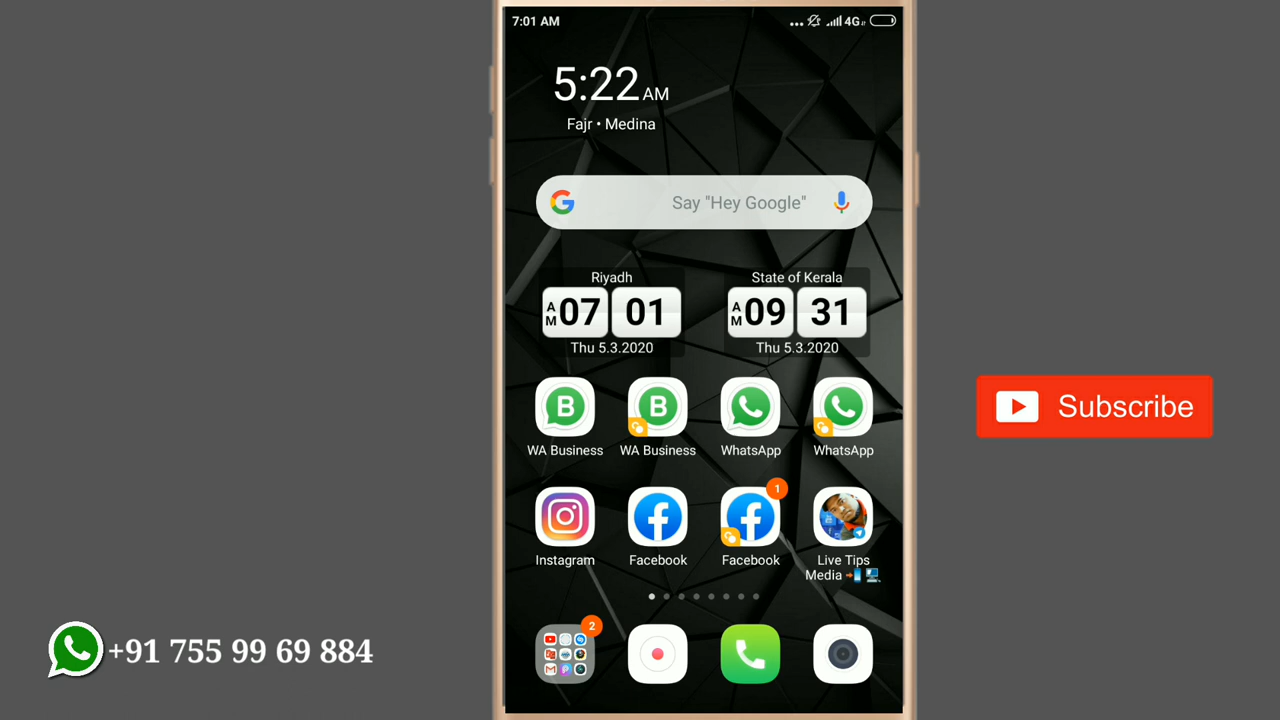 7:01 AM
4G
5:22 AM
Fajr • Medina
Say "Hey Google"
Riyadh
State of Kerala
AM 07 01
AM 09 31
Thu 5.3.2020
Thu 5.3.2020
WA Business
WA Business
WhatsApp
WhatsApp
1
Instagram
Facebook
Facebook
Live Tips
Media
2
Subscribe
+91 755 99 69 884